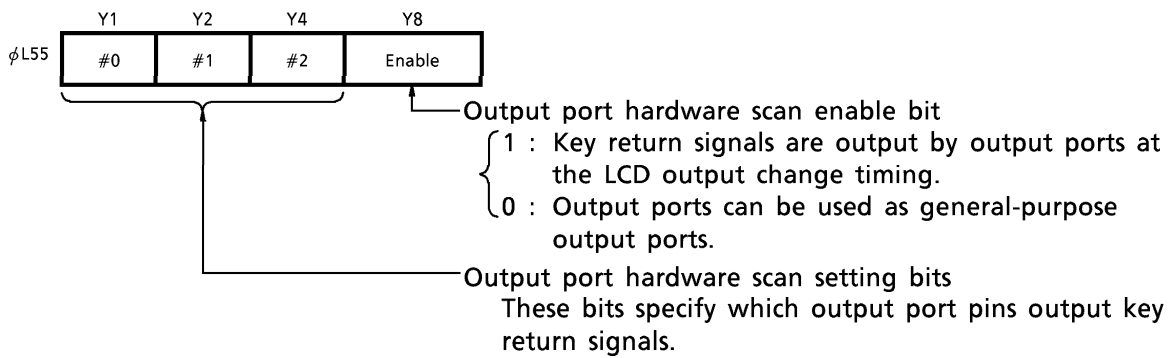 Y1 Y2 Y4 Y8
ϕL55 #0 #1 #2 Enable
Output port hardware scan enable bit
1 : Key return signals are output by output ports at
the LCD output change timing.
0 : Output ports can be used as general-purpose
output ports.
Output port hardware scan setting bits
These bits specify which output port pins output key
return signals.